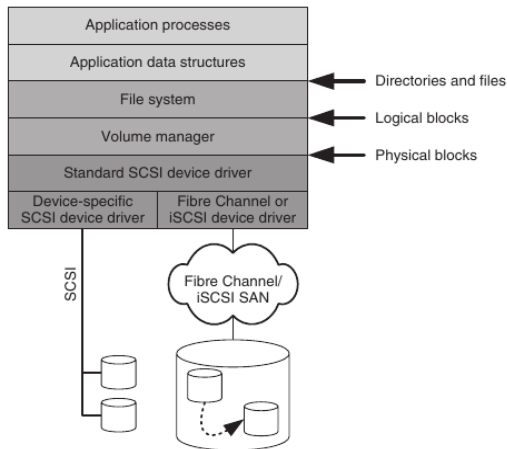 Application processes
Application data structures
Directories and files
File system
Logical blocks
Volume manager
Physical blocks
Standard SCSI device driver
Device-specific
SCSI device driver
Fibre Channel or
iSCSI device driver
SCSI
Fibre Channel/
iSCSI SAN